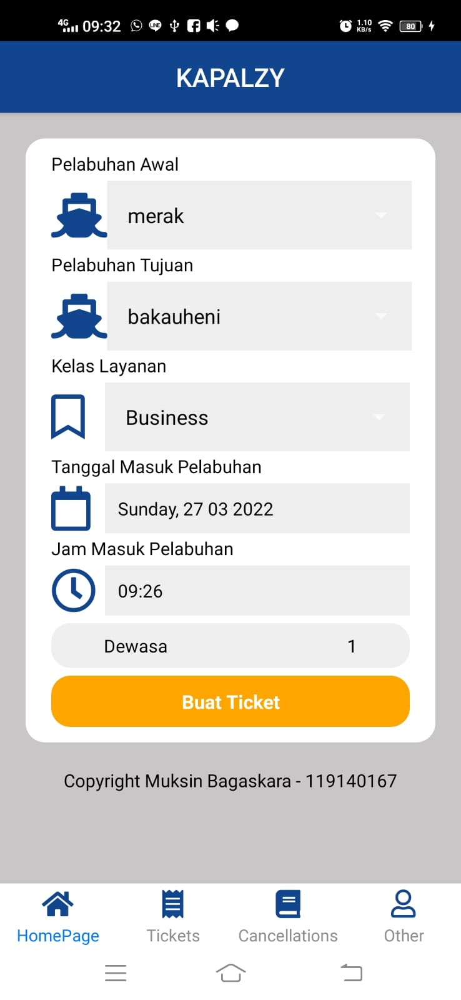 4G 09:32 LINE 1.10 KB/s 80
KAPALZY
Pelabuhan Awal
merak
Pelabuhan Tujuan
bakauheni
Kelas Layanan
Business
Tanggal Masuk Pelabuhan
Sunday, 27 03 2022
Jam Masuk Pelabuhan
09:26
Dewasa 1
Buat Ticket
Copyright Muksin Bagaskara - 119140167
HomePage Tickets Cancellations Other